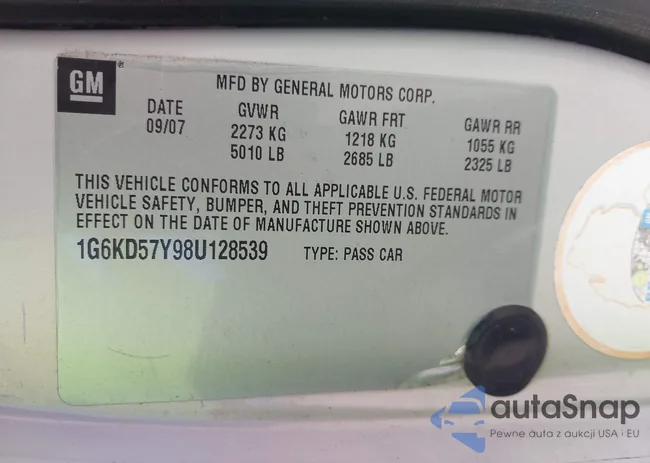 GM
MFD BY GENERAL MOTORS CORP.
DATE GVWR GAWR FRT GAWR RR
09/07 2273 KG 1218 KG 1055 KG
5010 LB 2685 LB 2325 LB
THIS VEHICLE CONFORMS TO ALL APPLICABLE U.S. FEDERAL MOTOR
VEHICLE SAFETY, BUMPER, AND THEFT PREVENTION STANDARDS IN
EFFECT ON THE DATE OF MANUFACTURE SHOWN ABOVE.
1G6KD57Y98U128539 TYPE: PASS CAR
autaSnap
Pewne auta z aukcji USA i EU